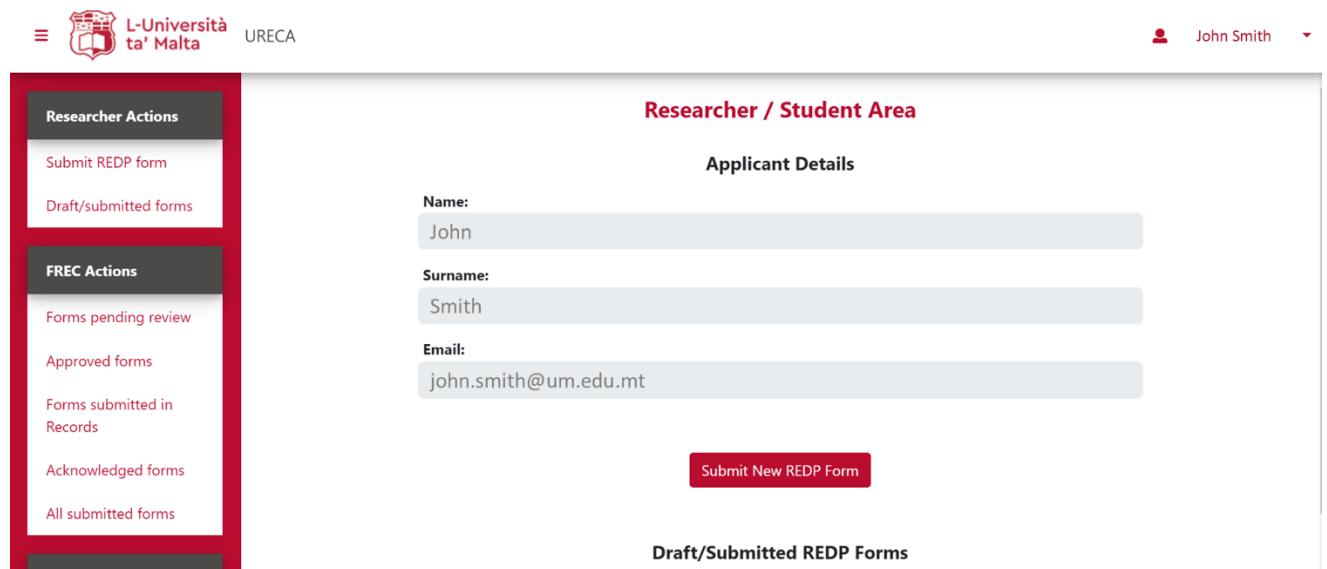 L-Università
ta' Malta
URECA
John Smith
Researcher Actions
Submit REDP form
Draft/submitted forms
FREC Actions
Forms pending review
Approved forms
Forms submitted in
Records
Acknowledged forms
All submitted forms
Researcher / Student Area
Applicant Details
Name:
John
Surname:
Smith
Email:
john.smith@um.edu.mt
Submit New REDP Form
Draft/Submitted REDP Forms